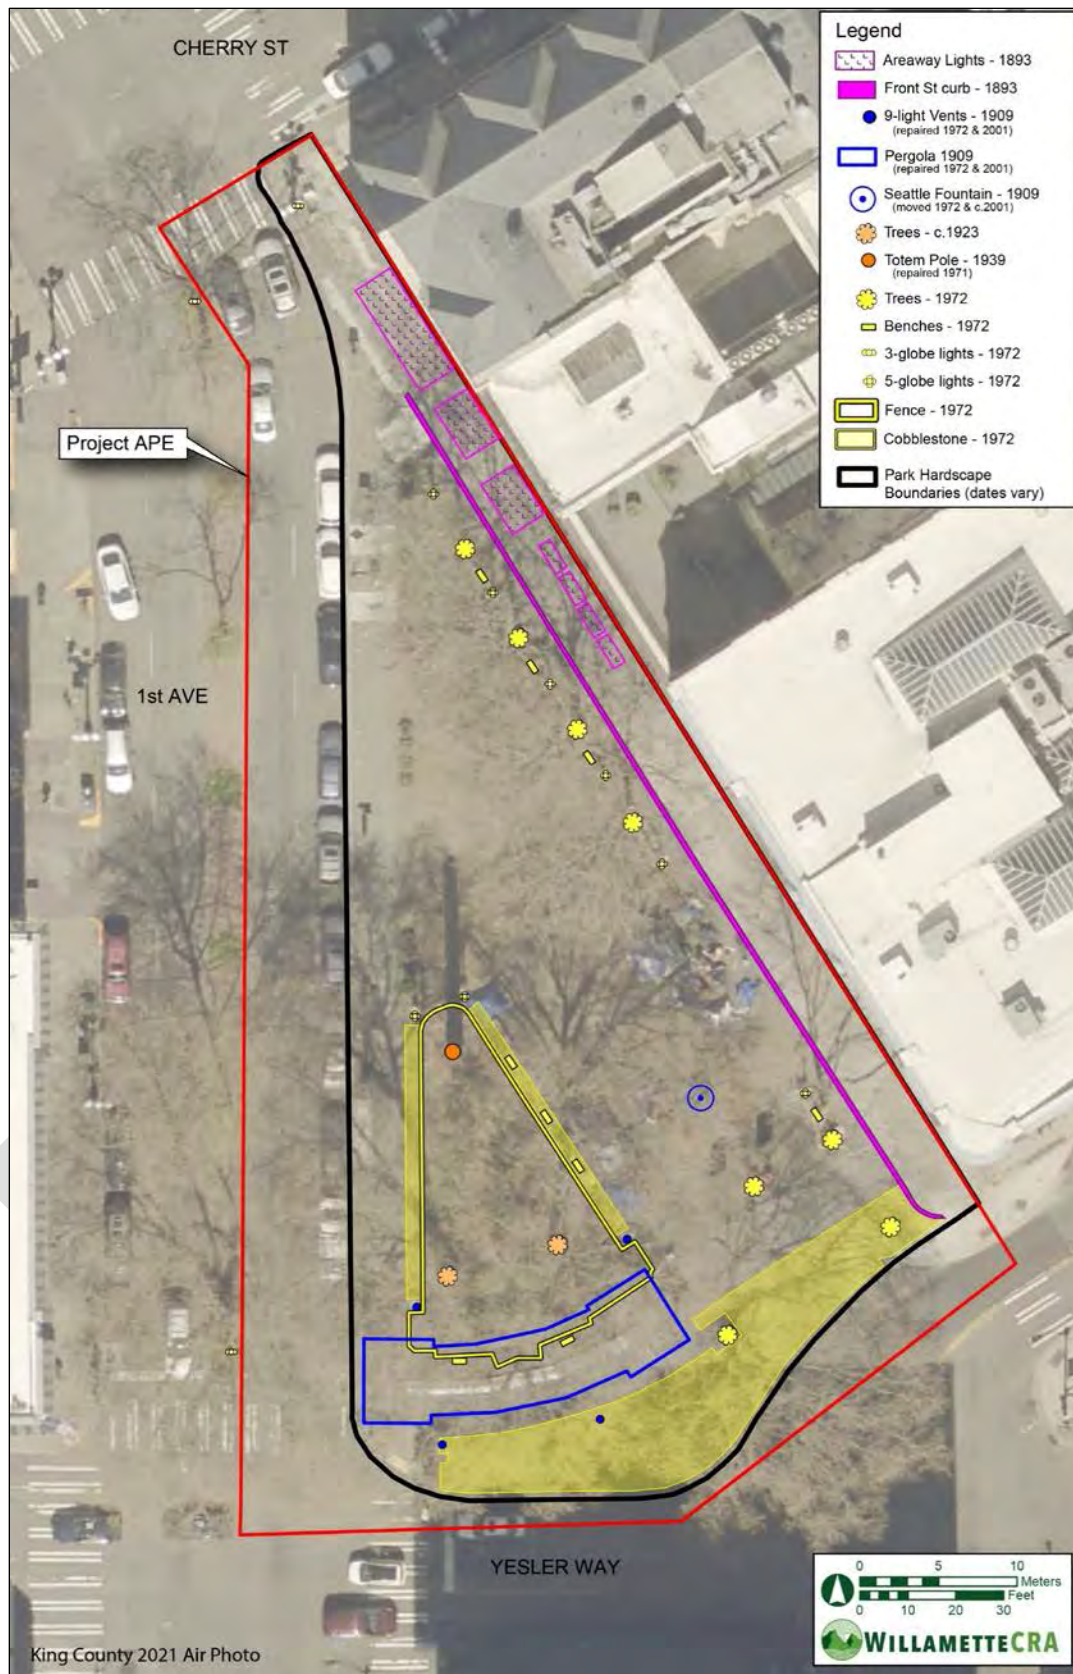 CHERRY ST
Legend
Areaway Lights - 1893
Front St curb - 1893
9-light Vents - 1909
(repaired 1972 & 2001)
Pergola 1909
(repaired 1972 & 2001)
Seattle Fountain - 1909
(moved 1972 & c.2001)
Trees - c.1923
Totem Pole - 1939
(repaired 1971)
Trees - 1972
Benches - 1972
3-globe lights - 1972
5-globe lights - 1972
Fence - 1972
Cobblestone - 1972
Park Hardscape
Boundaries (dates vary)
Project APE
1st AVE
YESLER WAY
0 5 10
Meters
Feet
0 10 20 30
WILLAMETTECRA
King County 2021 Air Photo